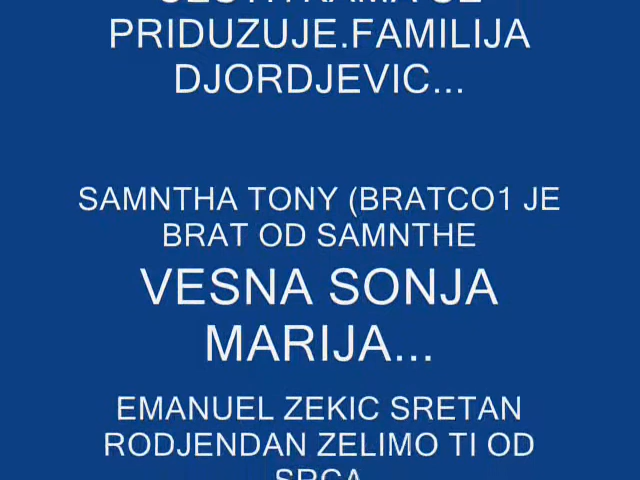 PRIDUZUJE.FAMILIJA
DJORDJEVIC...
SAMNTHA TONY (BRATCO1 JE
BRAT OD SAMNTHE
VESNA SONJA
MARIJA...
EMANUEL ZEKIC SRETAN
RODJENDAN ZELIMO TI OD
SRCA